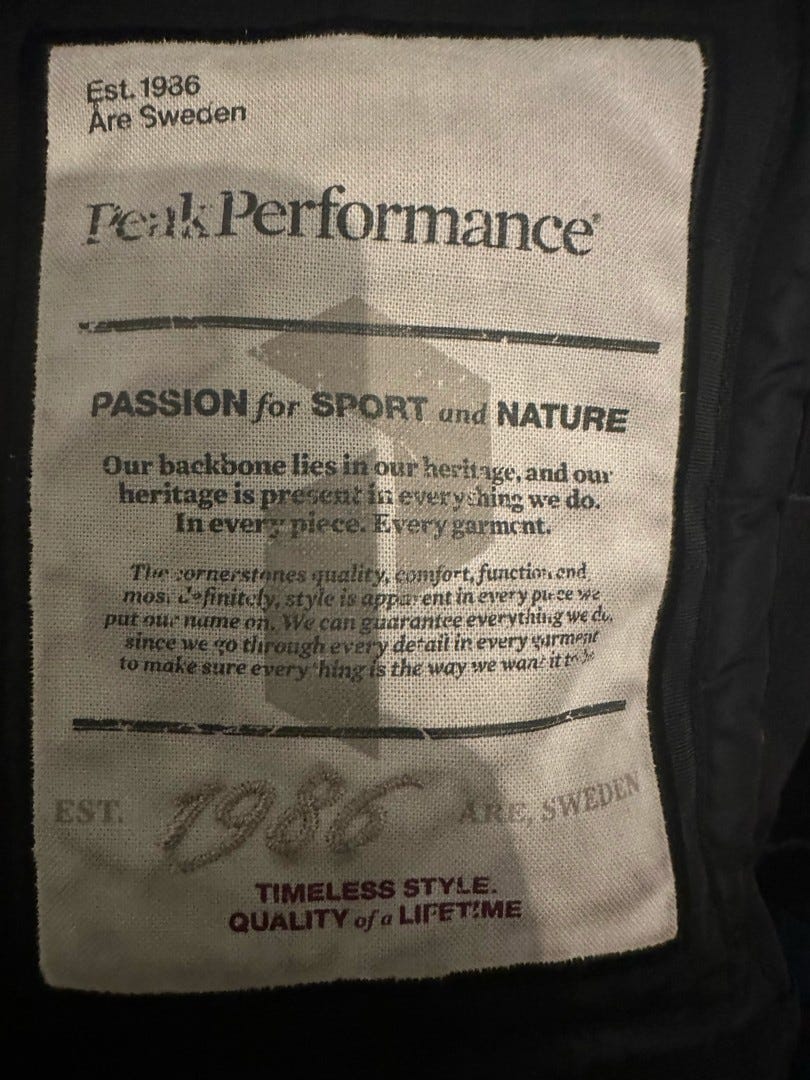 Est. 1986
Åre Sweden
Peak Performance®
PASSION for SPORT and NATURE
Our backbone lies in our heritage, and our
heritage is present in everything we do.
In every piece. Every garment.
The cornerstones quality, comfort, function and
most definitely, style is apparent in every piece we
put our name on. We can guarantee everything we do,
since we go through every detail in every garment
to make sure everything is the way we want it to be
EST. 1986 ÅRE, SWEDEN
TIMELESS STYLE.
QUALITY of a LIFETIME